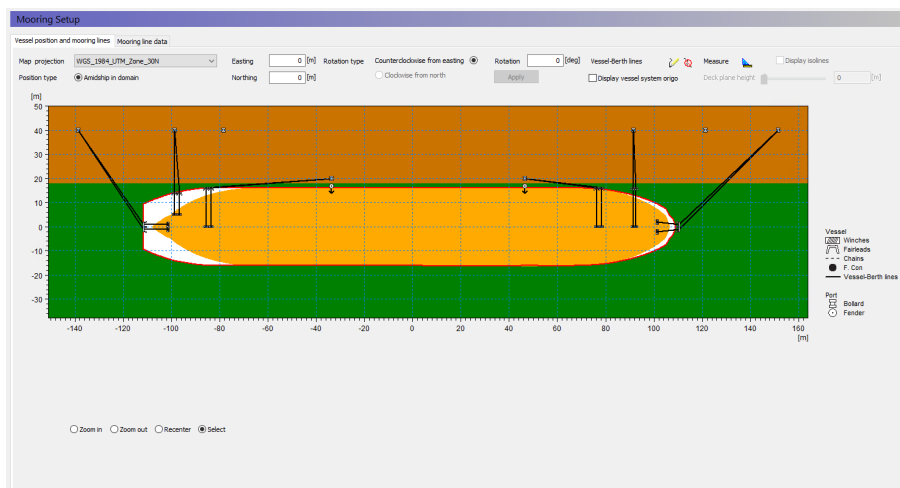 Mooring Setup
Vessel position and mooring lines Mooring line data
Map projection WGS_1984_UTM_Zone_30N Easting 0 [m] Rotation type Counterclockwise from easting Rotation 0 [deg] Vessel-Berth lines Measure Display isolines
Position type Amidship in domain Northing 0 [m] Clockwise from north Apply Display vessel system origo Deck plane height 0 [m]
[m]
50
40
30
20
10
0
-10
-20
-30
-140 -120 -100 -80 -60 -40 -20 0 20 40 60 80 100 120 140 160
[m]
Vessel
Winches
Fairleads
Chains
F. Con
Vessel-Berth lines
Port
Bollard
Fender
Zoom in Zoom out Recenter Select